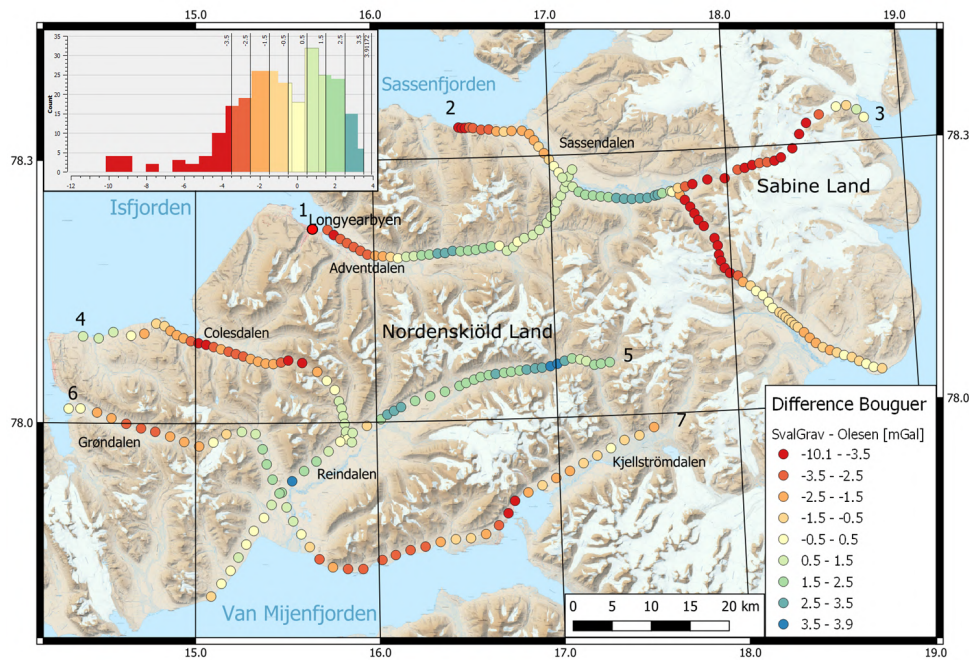 15.0 16.0 17.0 18.0 19.0
35
30
25
20
15
10
5
0
Count
-3.5 -2.5 -1.5 -0.5 0.5 1.5 2.5 3.5 3.91172
-12 -10 -8 -6 -4 -2 0 2 4
Sassenfjorden
2
3
78.3
78.3
Sassendalen
Sabine Land
Isfjorden
1
Longyearbyen
Adventdalen
4
Colesdalen
Nordenskiöld Land
5
6
78.0
78.0
7
Grøndalen
Reindalen
Kjellströmdalen
Van Mijenfjorden
0 5 10 15 20 km
Difference Bouguer
SvalGrav - Olesen [mGal]
-10.1 - -3.5
-3.5 - -2.5
-2.5 - -1.5
-1.5 - -0.5
-0.5 - 0.5
0.5 - 1.5
1.5 - 2.5
2.5 - 3.5
3.5 - 3.9
15.0 16.0 17.0 18.0 19.0